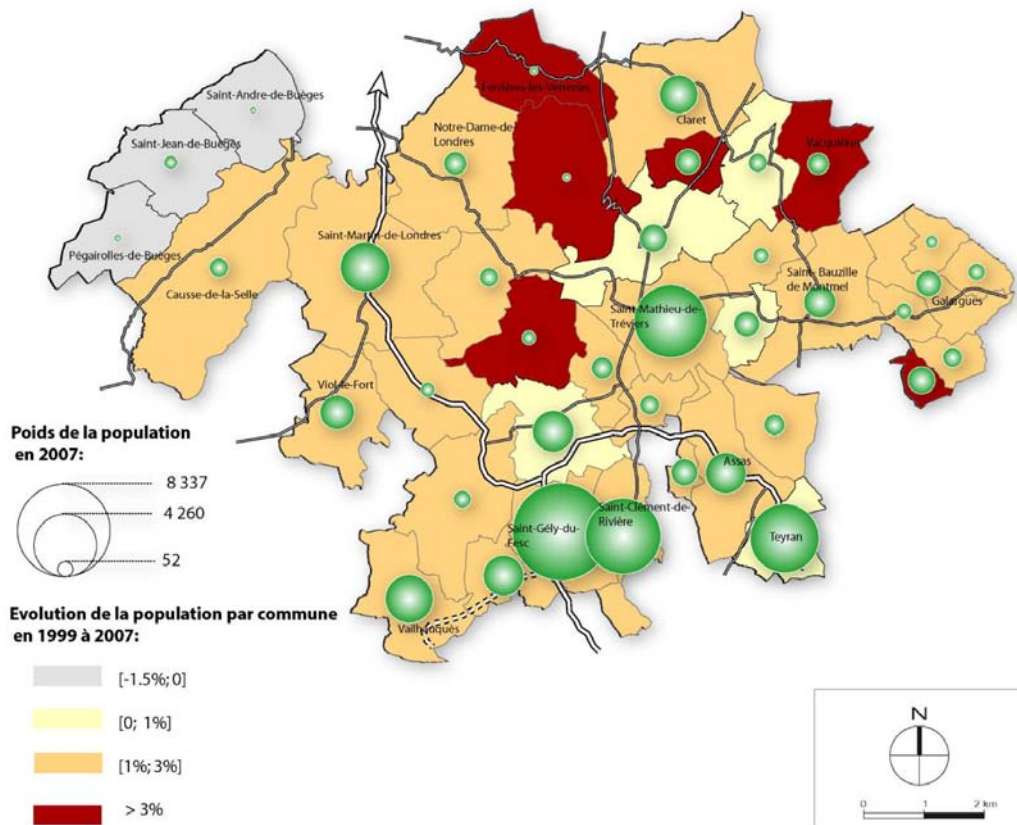 Ferrières-les-Verreries
Saint-Andre-de-Buèges
Claret
Notre-Dame-de-
Londres
Saint-Jean-de-Buèges
Vacquières
Saint-Martin-de-Londres
Pégairolles-de-Buèges
Causse-de-la-Selle
Saint- Bauzille
de Montmel
Galargues
Saint-Mathieu-de-
Tréviers
Viol-le-Fort
Assas
Saint-Clément-de-
Rivière
Saint-Gély-du-
Fesc
Teyran
Vailhauquès
Poids de la population
en 2007:
8 337
4 260
52
Evolution de la population par commune
en 1999 à 2007:
[-1.5%; 0]
[0; 1%]
[1%; 3%]
> 3%
N
0 1 2 km